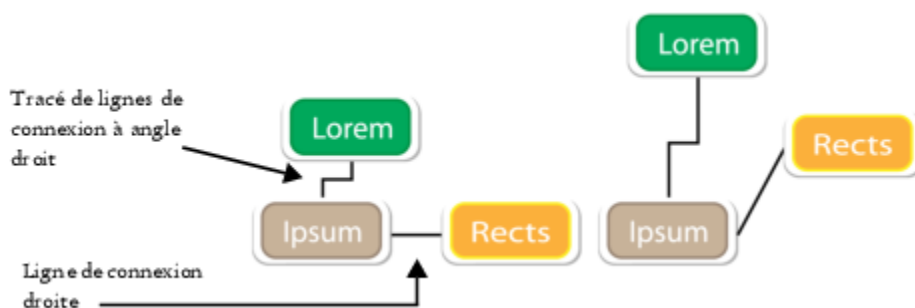 Lorem
Tracé de lignes de
connexion à angle
droit
Lorem
Rects
Ipsum
Rects
Ipsum
Ligne de connexion
droite